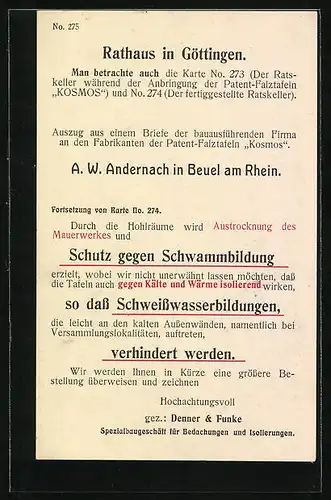 No. 275
Rathaus in Göttingen.
Man betrachte auch die Karte No. 273 (Der Rats-
keller während der Anbringung der Patent-Falztafeln
„KOSMOS“) und No. 274 (Der fertiggestellte Ratskeller).
Auszug aus einem Briefe der bauausführenden Firma
an den Fabrikanten der Patent-Falztafeln „Kosmos“.
A. W. Andernach in Beuel am Rhein.
Fortsetzung von Karte No. 274.
Durch die Hohlräume wird Austrocknung des
Mauerwerkes und
Schutz gegen Schwammbildung
erzielt, wobei wir nicht unerwähnt lassen möchten, daß
die Tafeln auch gegen Kälte und Wärme isolierend wirken,
so daß Schweißwasserbildungen,
die leicht an den kalten Außenwänden, namentlich bei
Versammlungslokalitäten, auftreten,
verhindert werden.
Wir werden Ihnen in Kürze eine größere Be-
stellung überweisen und zeichnen
Hochachtungsvoll
gez.: Denner & Funke
Spezialbaugeschäft für Bedachungen und Isolierungen.